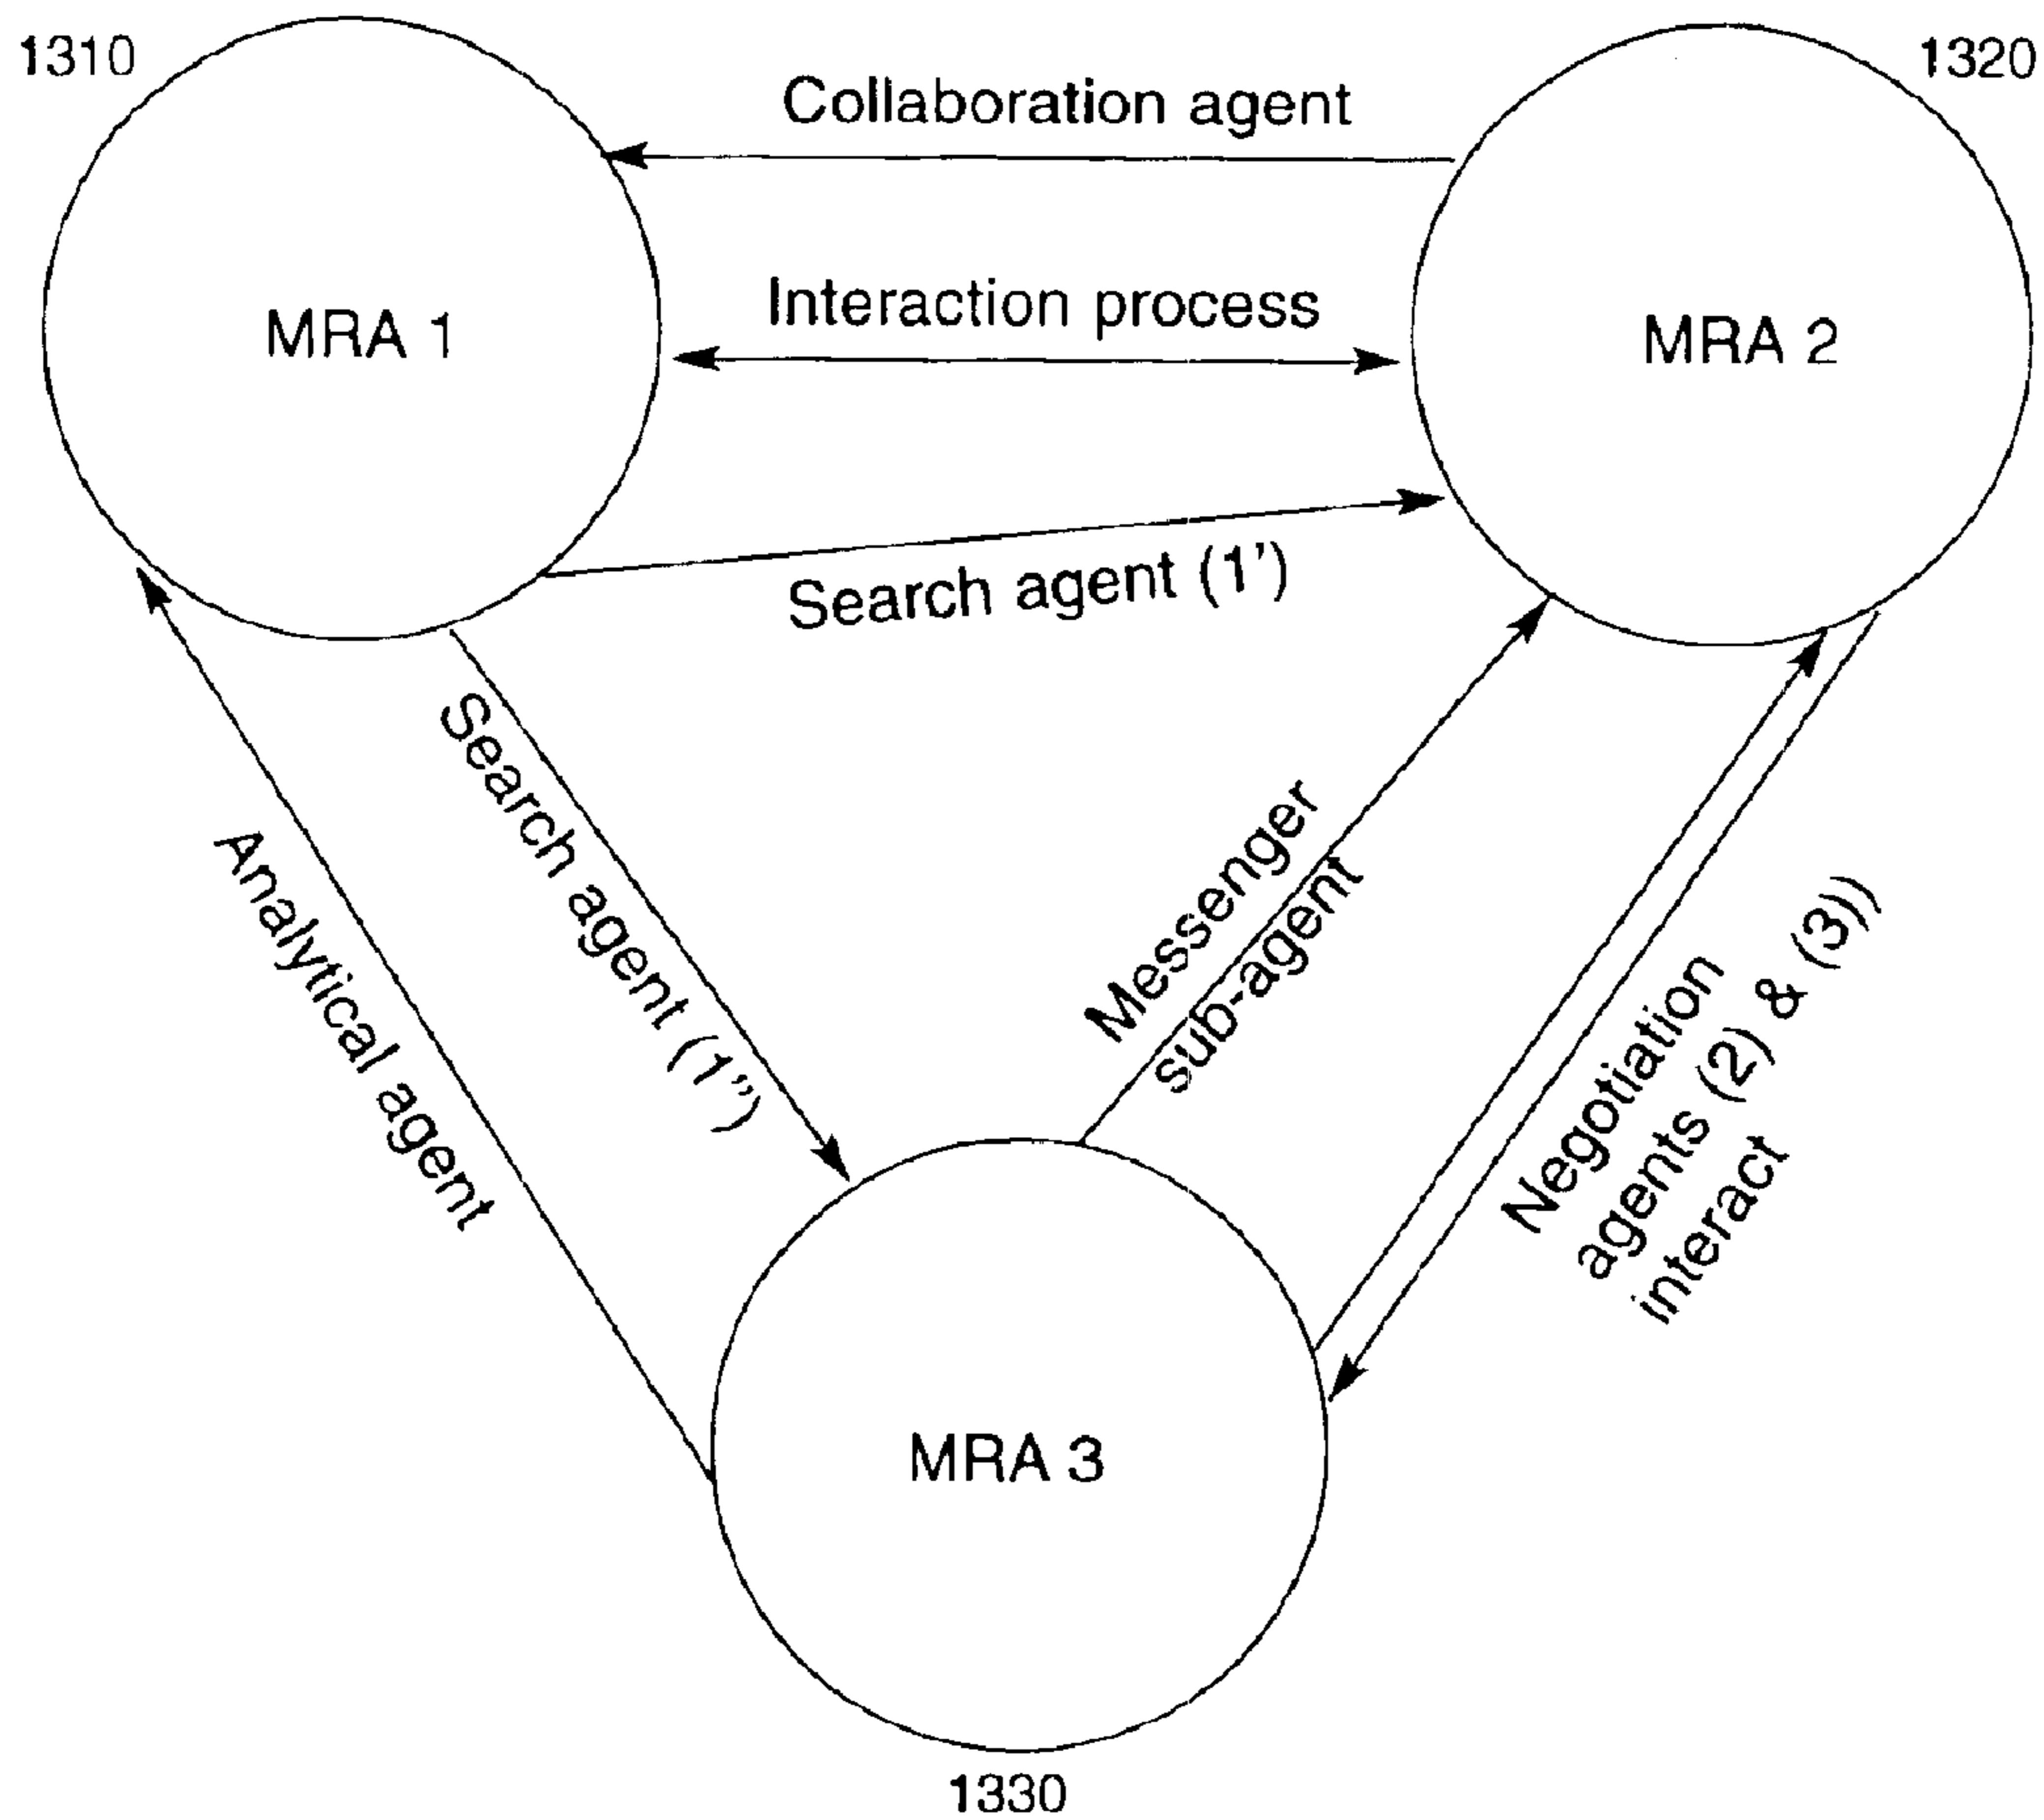 1310
1320
Collaboration agent
Interaction process
MRA 1
MRA 2
Search agent (1')
Search agent (1")
Analytical agent
Messenger
sub-agent
Negotiation
agents (2) & (3))
interact
MRA 3
1330